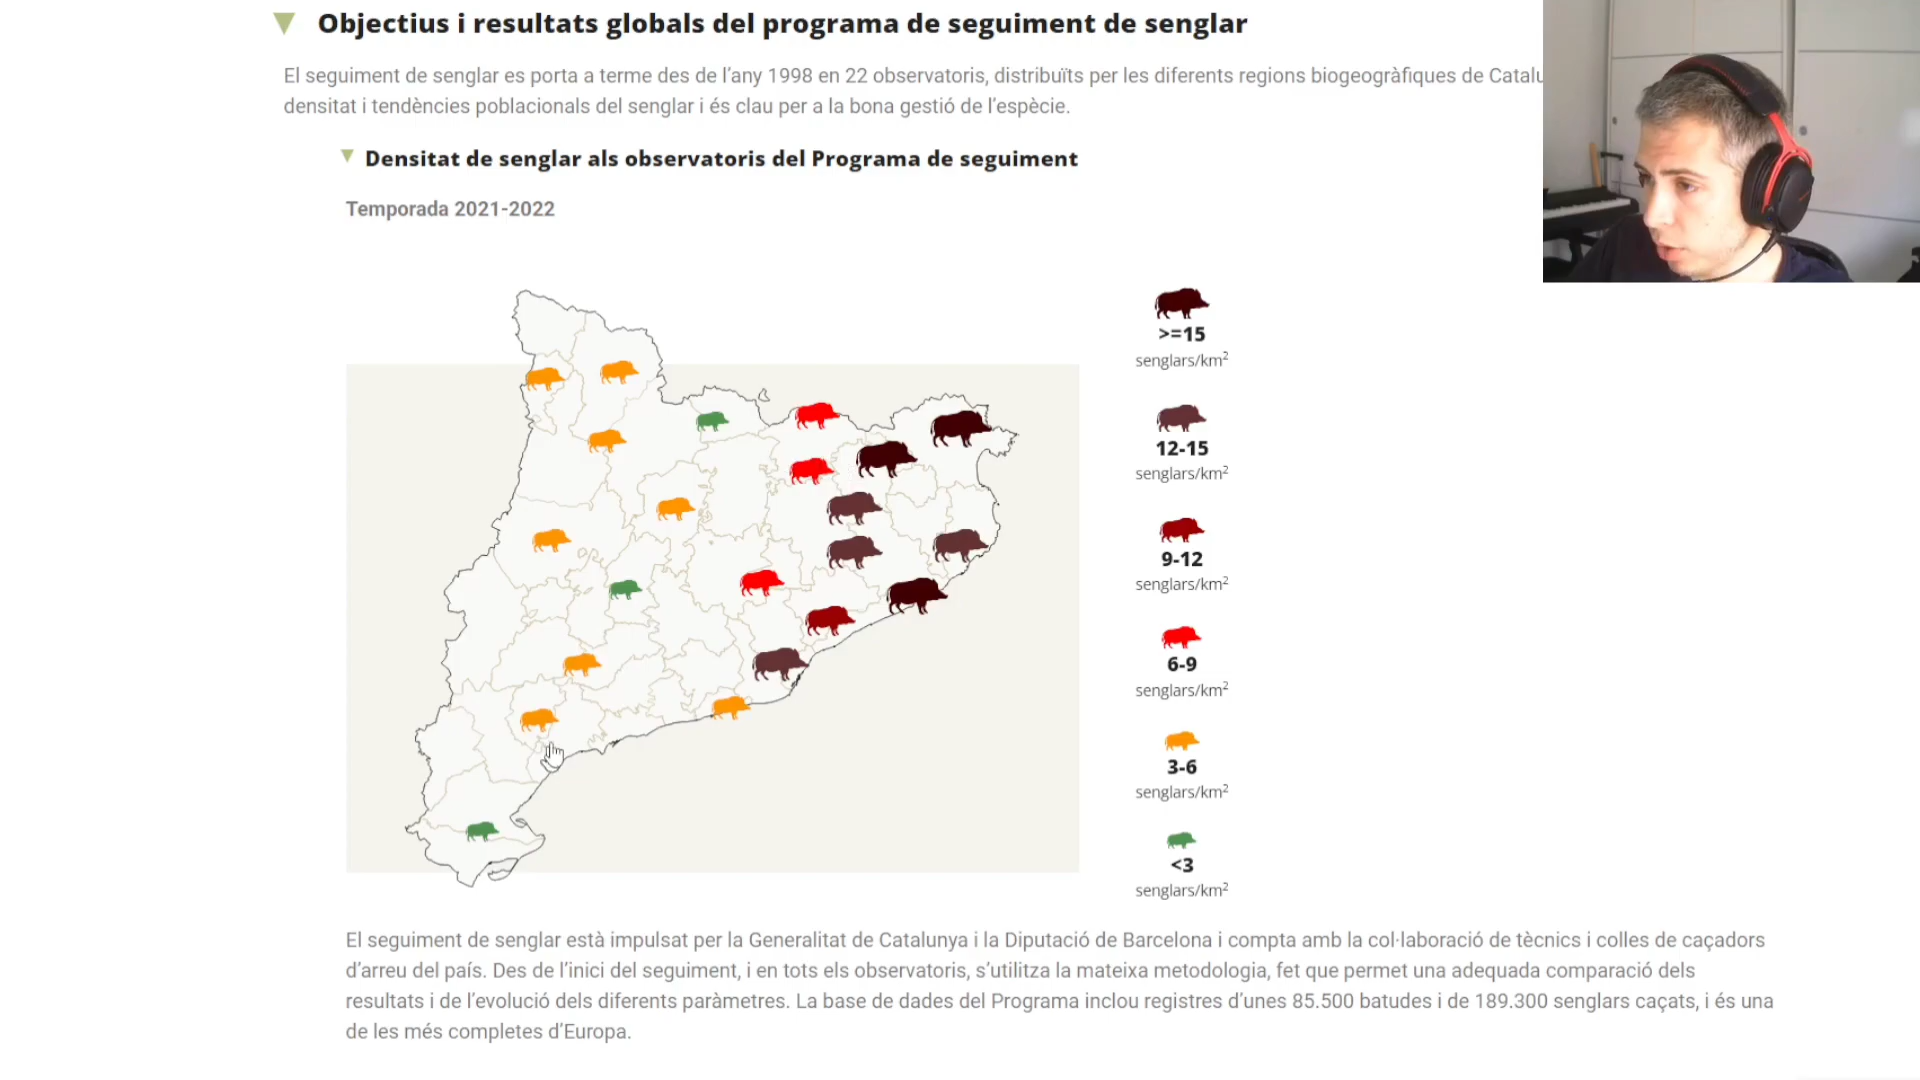 Objectius i resultats globals del programa de seguiment de senglar
El seguiment de senglar es porta a terme des de l'any 1998 en 22 observatoris, distribuïts per les diferents regions biogeogràfiques de Catalu
densitat i tendències poblacionals del senglar i és clau per a la bona gestió de l'espècie.
Densitat de senglar als observatoris del Programa de seguiment
Temporada 2021-2022
>=15
senglars/km²
12-15
senglars/km²
9-12
senglars/km²
6-9
senglars/km²
3-6
senglars/km²
<3
senglars/km²
El seguiment de senglar està impulsat per la Generalitat de Catalunya i la Diputació de Barcelona i compta amb la col·laboració de tècnics i colles de caçadors
d'arreu del país. Des de l'inici del seguiment, i en tots els observatoris, s'utilitza la mateixa metodologia, fet que permet una adequada comparació dels
resultats i de l'evolució dels diferents paràmetres. La base de dades del Programa inclou registres d'unes 85.500 batudes i de 189.300 senglars caçats, i és una
de les més completes d'Europa.